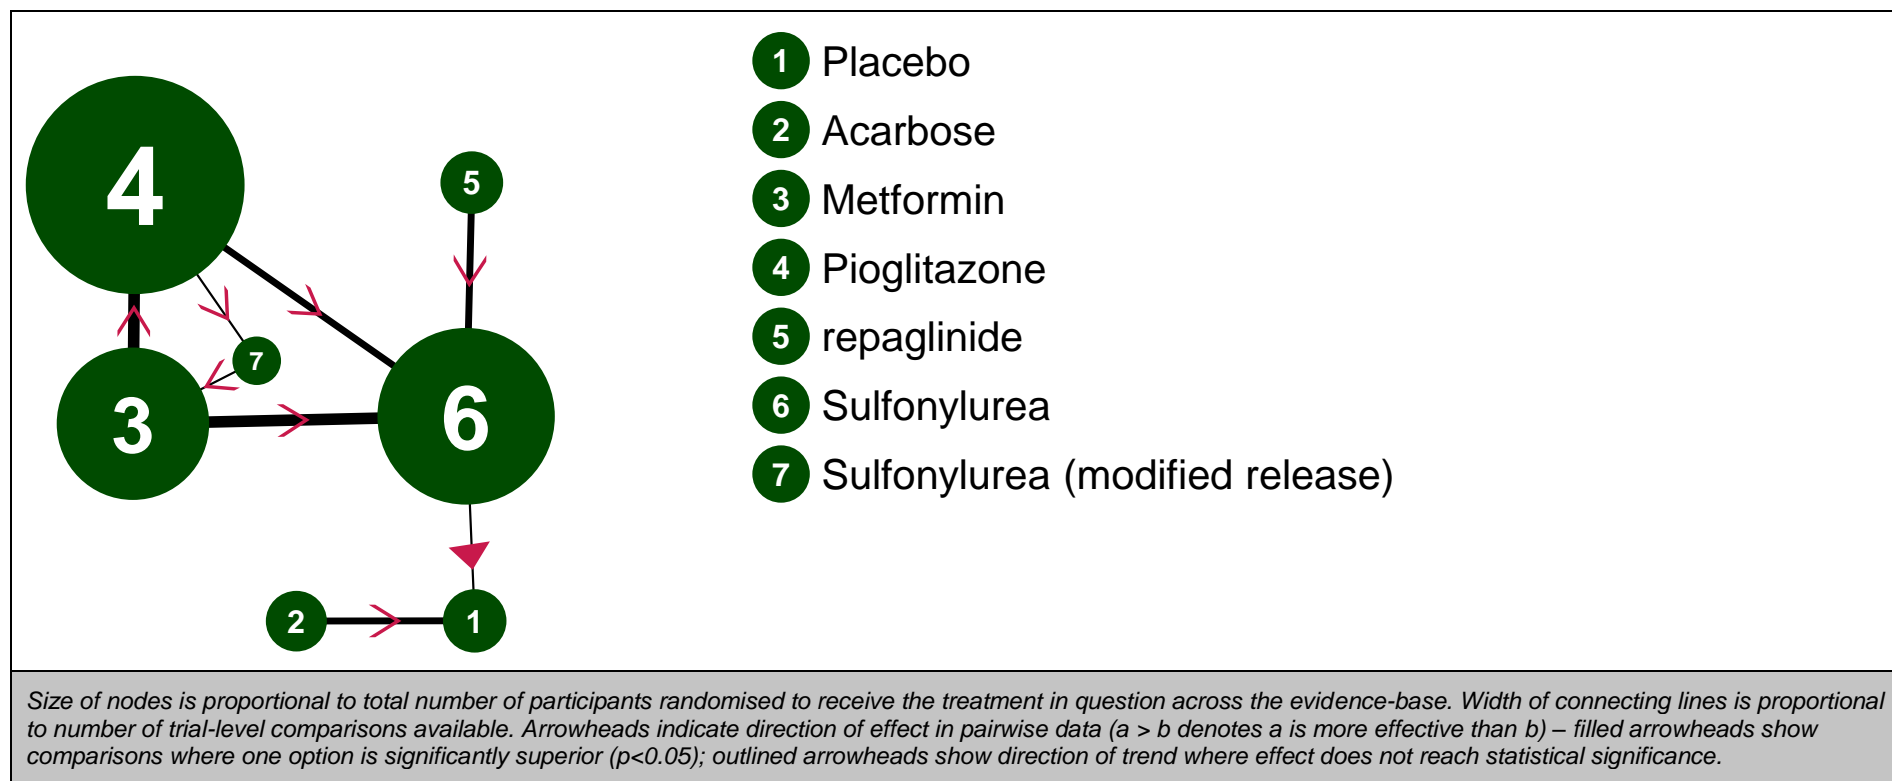 4
5
7
3
6
2
1
1 Placebo
2 Acarbose
3 Metformin
4 Pioglitazone
5 repaglinide
6 Sulfonylurea
7 Sulfonylurea (modified release)
Size of nodes is proportional to total number of participants randomised to receive the treatment in question across the evidence-base. Width of connecting lines is proportional
to number of trial-level comparisons available. Arrowheads indicate direction of effect in pairwise data (a > b denotes a is more effective than b) – filled arrowheads show
comparisons where one option is significantly superior (p<0.05); outlined arrowheads show direction of trend where effect does not reach statistical significance.